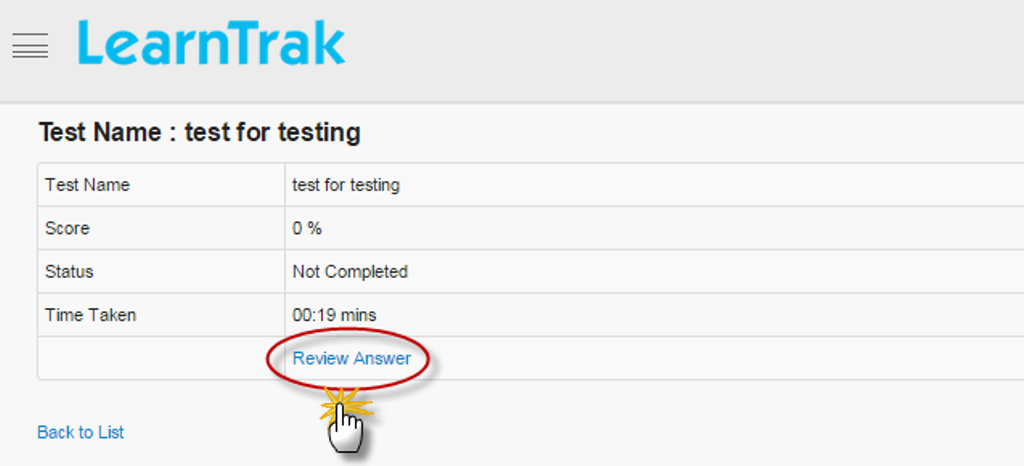 LearnTrak
Test Name : test for testing
Test Name test for testing
Score 0 %
Status Not Completed
Time Taken 00:19 mins
Review Answer
Back to List